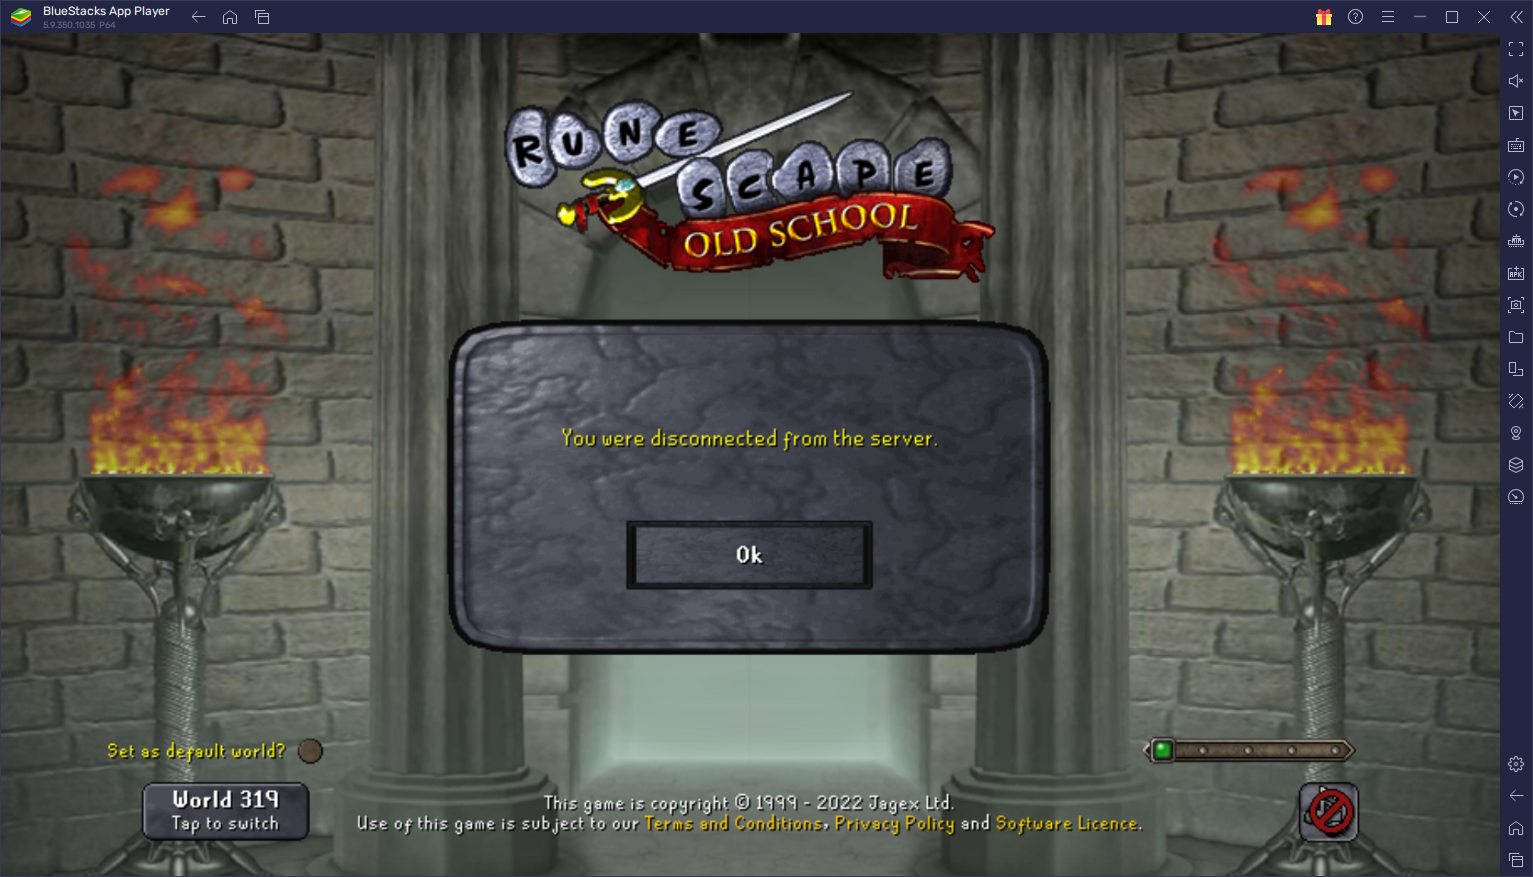 BlueStacks App Player
5.9.350.1035 P64
RUNE
SCAPE
OLD SCHOOL
You were disconnected from the server.
Ok
Set as default world?
World 319
Tap to switch
This game is copyright © 1999 - 2022 Jagex Ltd.
Use of this game is subject to our Terms and Conditions, Privacy Policy and Software Licence.
APK